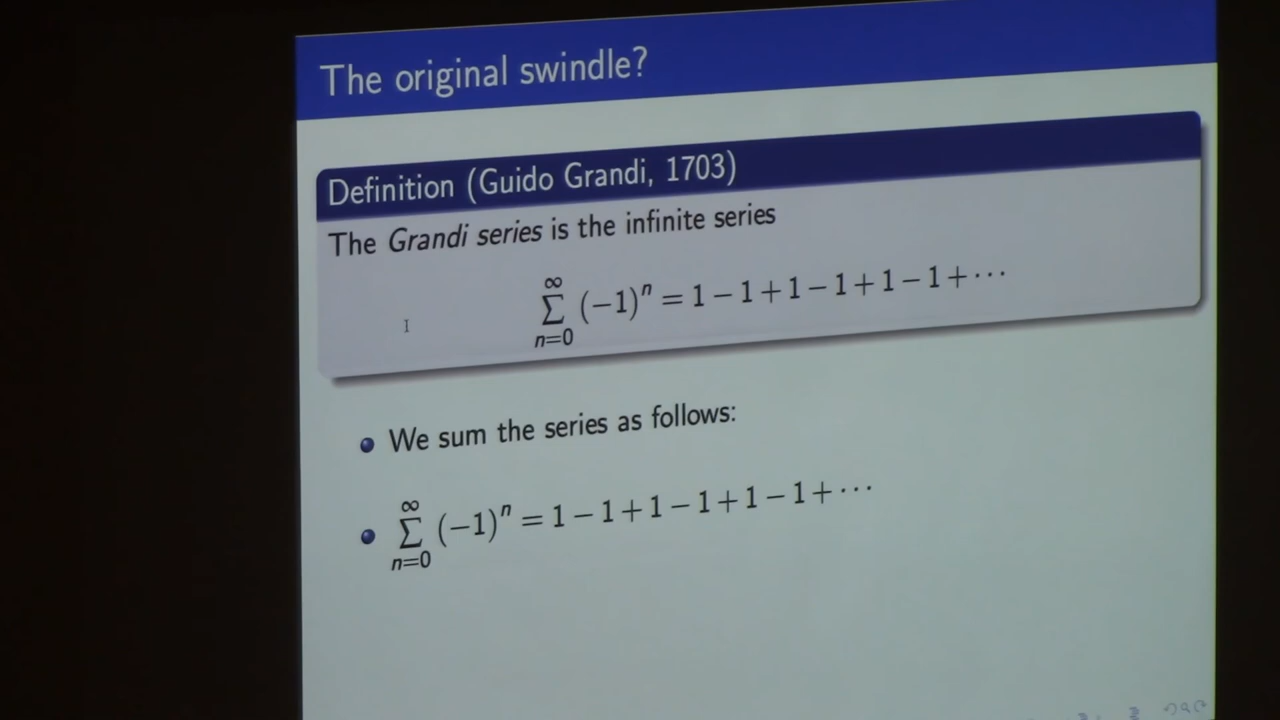 The original swindle?
Definition (Guido Grandi, 1703)
The Grandi series is the infinite series
∞
∑ (−1)ⁿ = 1 − 1 + 1 − 1 + 1 − 1 + ···
n=0
We sum the series as follows:
∞
∑ (−1)ⁿ = 1 − 1 + 1 − 1 + 1 − 1 + ···
n=0